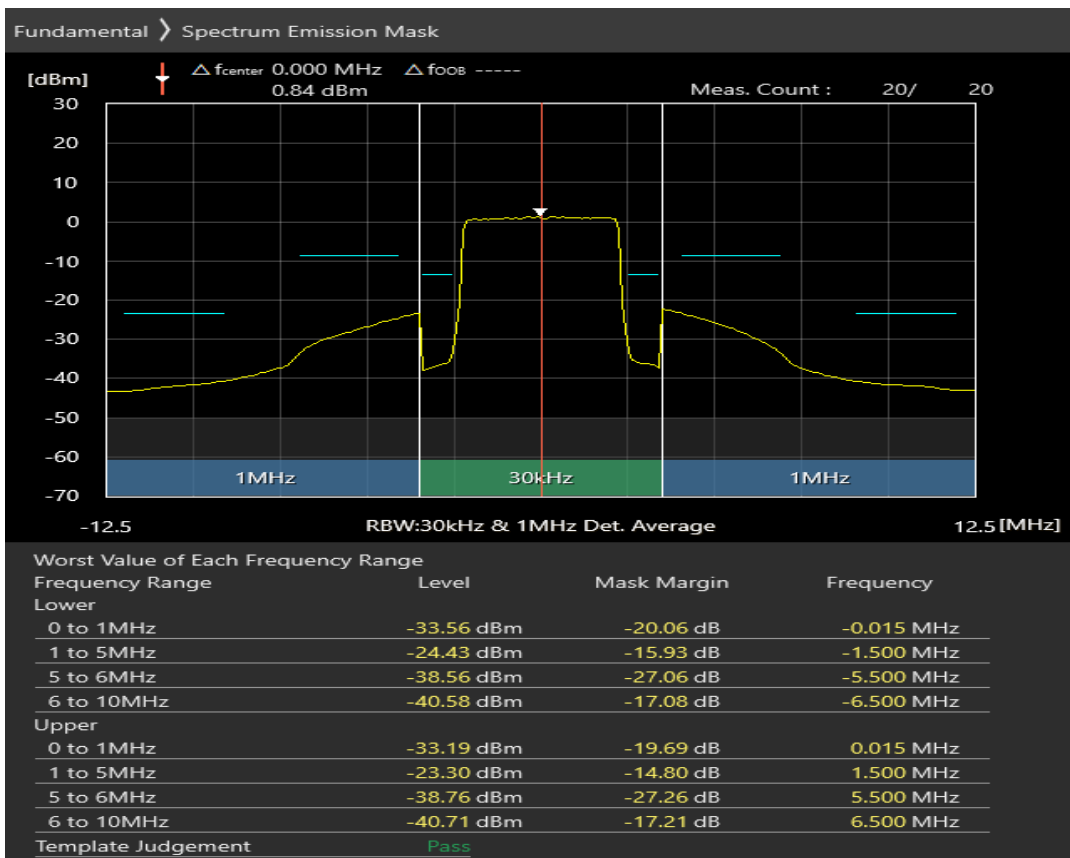 Fundamental ❯ Spectrum Emission Mask
[dBm] △ fcenter 0.000 MHz △ fOOB -----
0.84 dBm Meas. Count : 20/ 20
30
20
10
0
-10
-20
-30
-40
-50
-60
-70
1MHz 30kHz 1MHz
-12.5 RBW:30kHz & 1MHz Det. Average 12.5 [MHz]
Worst Value of Each Frequency Range
Frequency Range Level Mask Margin Frequency
Lower
0 to 1MHz -33.56 dBm -20.06 dB -0.015 MHz
1 to 5MHz -24.43 dBm -15.93 dB -1.500 MHz
5 to 6MHz -38.56 dBm -27.06 dB -5.500 MHz
6 to 10MHz -40.58 dBm -17.08 dB -6.500 MHz
Upper
0 to 1MHz -33.19 dBm -19.69 dB 0.015 MHz
1 to 5MHz -23.30 dBm -14.80 dB 1.500 MHz
5 to 6MHz -38.76 dBm -27.26 dB 5.500 MHz
6 to 10MHz -40.71 dBm -17.21 dB 6.500 MHz
Template Judgement Pass